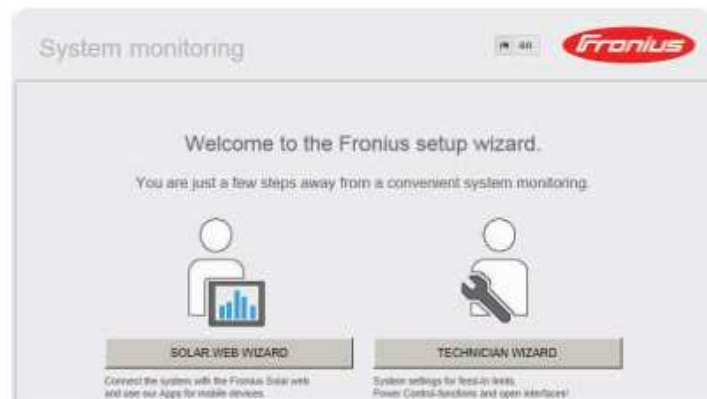 System monitoring
Fronius
Welcome to the Fronius setup wizard.
You are just a few steps away from a convenient system monitoring.
SOLAR WEB WIZARD
TECHNICIAN WIZARD
Connect the system with the Fronius Solar web
and use our Apps for mobile devices.
System settings for feed-in limits,
Power Control-functions and open interfaces!